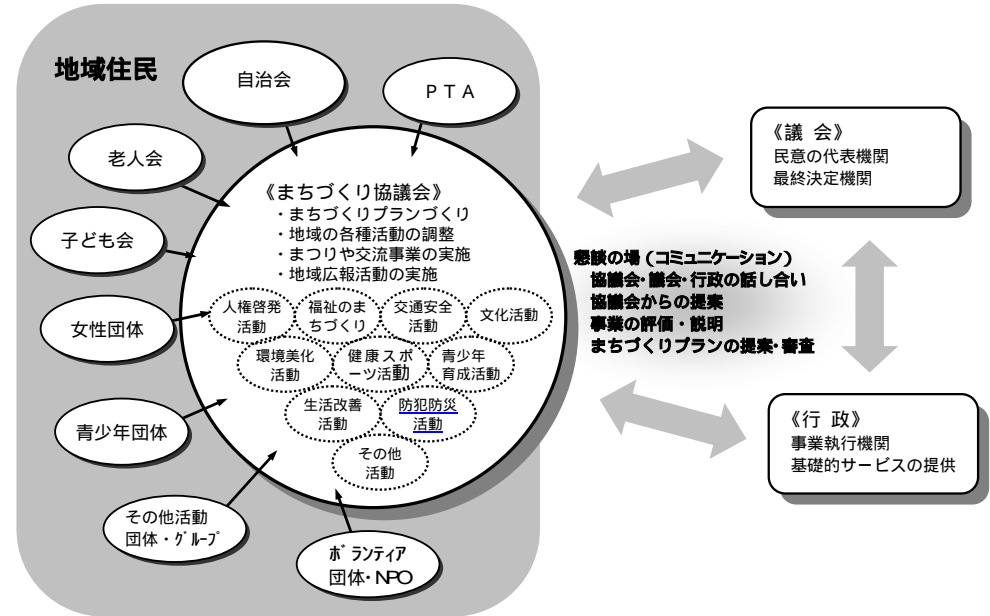 地域住民
自治会
PTA
老人会
子ども会
女性団体
青少年団体
その他活動
団体・グループ
ボランティア
団体・NPO
《まちづくり協議会》
・まちづくりプランづくり
・地域の各種活動の調整
・まつりや交流事業の実施
・地域広報活動の実施
人権啓発
活動
福祉のま
ちづくり
交通安全
活動
文化活動
環境美化
活動
健康スポ
ーツ活動
青少年
育成活動
生活改善
活動
防犯防災
活動
その他
活動
懇談の場(コミュニケーション)
協議会・議会・行政の話し合い
協議会からの提案
事業の評価・説明
まちづくりプランの提案・審査
《議 会》
民意の代表機関
最終決定機関
《行 政》
事業執行機関
基礎的サービスの提供